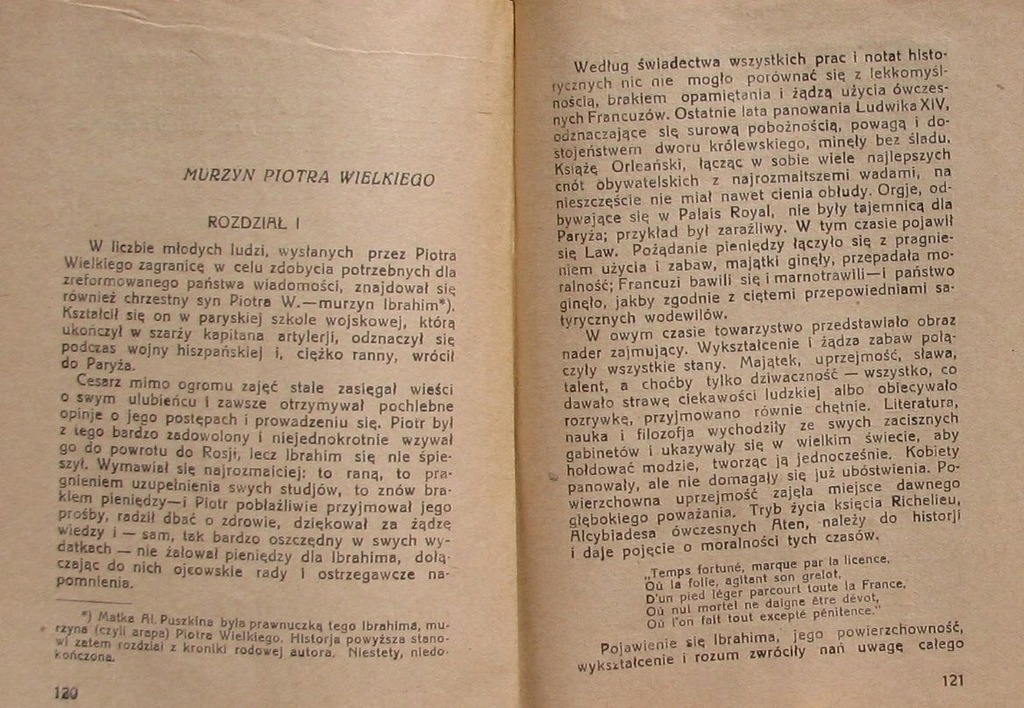 MURZYN PIOTRA WIELKIEGO
ROZDZIAŁ I
W liczbie młodych ludzi, wysłanych przez Piotra
Wielkiego zagranicę w celu zdobycia potrzebnych dla
zreformowanego państwa wiadomości, znajdował się
również chrzestny syn Piotra W.—murzyn Ibrahim*).
Kształcił się on w paryskiej szkole wojskowej, którą
ukończył w szarży kapitana artylerji, odznaczył się
podczas wojny hiszpańskiej i, ciężko ranny, wrócił
do Paryża.
Cesarz mimo ogromu zajęć stale zasięgał wieści
o swym ulubieńcu i zawsze otrzymywał pochlebne
opinje o jego postępach i prowadzeniu się. Piotr był
z tego bardzo zadowolony i niejednokrotnie wzywał
go do powrotu do Rosji, lecz Ibrahim się nie śpie-
szył. Wymawiał się najrozmaiciej: to raną, to pra-
gnieniem uzupełnienia swych studjów, to znów bra-
kiem pieniędzy—i Piotr pobłażliwie przyjmował jego
prośby, radził dbać o zdrowie, dziękował za żądzę
wiedzy i — sam, tak bardzo oszczędny w swych wy-
datkach — nie żałował pieniędzy dla Ibrahima, dołą-
czając do nich ojcowskie rady i ostrzegawcze na-
pomnienia.
*) Matka Al. Puszkina była prawnuczką tego Ibrahima, mu-
rzyna (czyli arapa) Piotra Wielkiego. Historja powyższa stano-
wi zatem rozdział z kroniki rodowej autora. Niestety, niedo-
kończona.
120
Według świadectwa wszystkich prac i notat histo-
rycznych nic nie mogło porównać się z lekkomyśl-
nością, brakiem opamiętania i żądzą użycia ówczes-
nych Francuzów. Ostatnie lata panowania Ludwika XIV,
odznaczające się surową pobożnością, powagą i do-
stojeństwem dworu królewskiego, minęły bez śladu.
Książę Orleański, łącząc w sobie wiele najlepszych
cnót obywatelskich z najrozmaitszemi wadami, na
nieszczęście nie miał nawet cienia obłudy. Orgje, od-
bywające się w Palais Royal, nie były tajemnicą dla
Paryża; przykład był zaraźliwy. W tym czasie pojawił
się Law. Pożądanie pieniędzy łączyło się z pragnie-
niem użycia i zabaw, majątki ginęły, przepadała mo-
ralność; Francuzi bawili się i marnotrawili—i państwo
ginęło, jakby zgodnie z ciętemi przepowiedniami sa-
tyrycznych wodewilów.
W owym czasie towarzystwo przedstawiało obraz
nader zajmujący. Wykształcenie i żądza zabaw połą-
czyły wszystkie stany. Majątek, uprzejmość, sława,
talent, a choćby tylko dziwaczność — wszystko, co
dawało strawę ciekawości ludzkiej albo obiecywało
rozrywkę, przyjmowano równie chętnie. Literatura,
nauka i filozofja wychodziły ze swych zacisznych
gabinetów i ukazywały się w wielkim świecie, aby
hołdować modzie, tworząc ją jednocześnie. Kobiety
panowały, ale nie domagały się już ubóstwienia. Po-
wierzchowna uprzejmość zajęła miejsce dawnego
głębokiego poważania. Tryb życia księcia Richelieu,
Alcybjadesa ówczesnych Aten, należy do historji
i daje pojęcie o moralności tych czasów.
„Temps fortuné, marque par la licence,
Où la folie, agitant son grelot,
D'un pied léger parcourt toute la France,
Où nul mortel ne daigne être dévot,
Où l'on fait tout excepté pénitence."
Pojawienie się Ibrahima, jego powierzchowność,
wykształcenie i rozum zwróciły nań uwagę całego
121